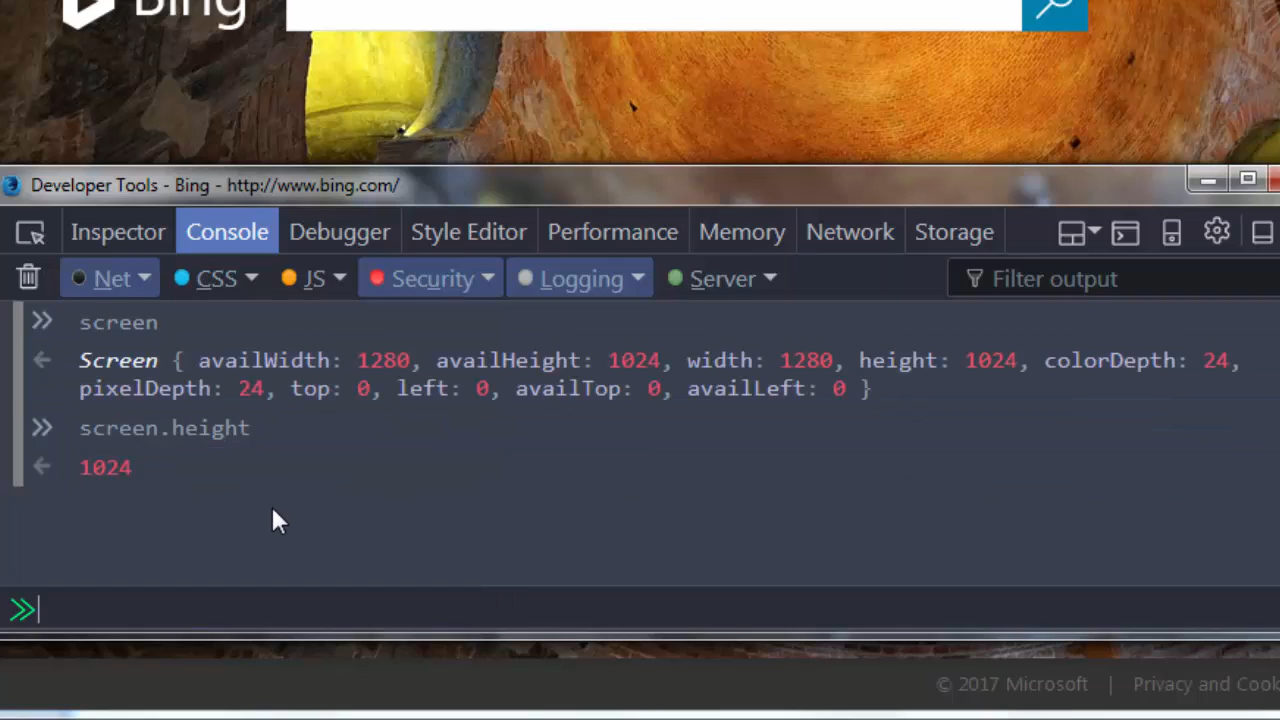 Bing
Developer Tools - Bing - http://www.bing.com/
Inspector Console Debugger Style Editor Performance Memory Network Storage
Net CSS JS Security Logging Server Filter output
» screen
Screen { availWidth: 1280, availHeight: 1024, width: 1280, height: 1024, colorDepth: 24,
pixelDepth: 24, top: 0, left: 0, availTop: 0, availLeft: 0 }
» screen.height
1024
»
© 2017 Microsoft | Privacy and Cook